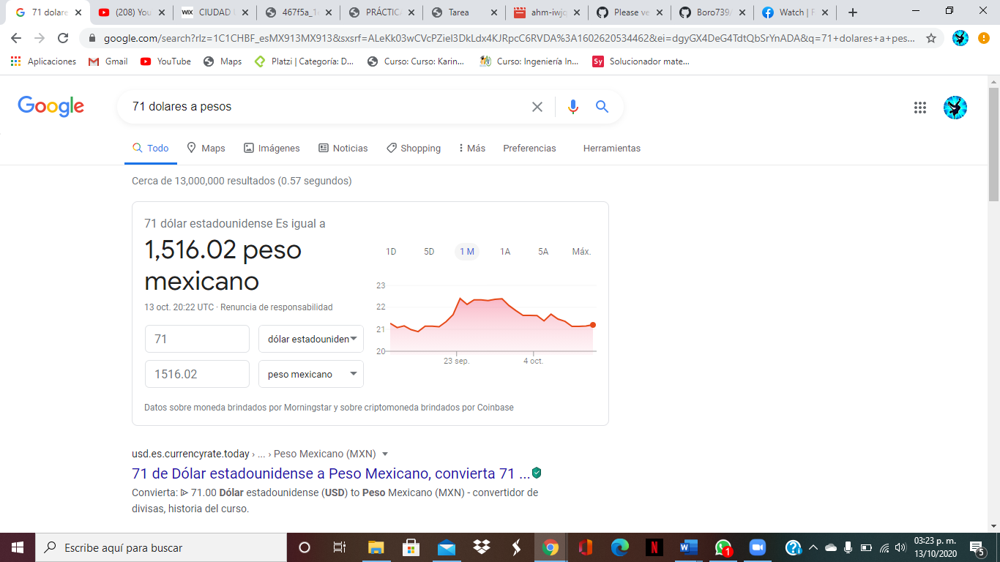 71 dolare
(208) You
WIX CIUDAD
467f5a_1
PRÁCTICA
Tarea
ahm-iwjq
Please ve
Boro739/
Watch | F
google.com/search?rlz=1C1CHBF_esMX913MX913&sxsrf=ALeKk03wCVcPZieI3DkLdx4KJRpcC6RVDA%3A1602620534462&ei=dgyGX4DeG4TdtQbSrYnADA&q=71+dolares+a+pes...
Aplicaciones
Gmail
YouTube
Maps
Platzi | Categoría: D...
Curso: Curso: Karin...
Curso: Ingeniería In...
Sy Solucionador mate...
Google
71 dolares a pesos
Todo
Maps
Imágenes
Noticias
Shopping
Más
Preferencias
Herramientas
Cerca de 13,000,000 resultados (0.57 segundos)
71 dólar estadounidense Es igual a
1,516.02 peso
mexicano
13 oct. 20:22 UTC · Renuncia de responsabilidad
71 dólar estadouniden
1516.02 peso mexicano
1D 5D 1 M 1A 5A Máx.
23
22
21
20
23 sep. 4 oct.
Datos sobre moneda brindados por Morningstar y sobre criptomoneda brindados por Coinbase
usd.es.currencyrate.today › ... › Peso Mexicano (MXN)
71 de Dólar estadounidense a Peso Mexicano, convierta 71 ...
Convierta: ᐉ 71.00 Dólar estadounidense (USD) to Peso Mexicano (MXN) - convertidor de
divisas, historia del curso.
Escribe aquí para buscar
1
03:23 p. m.
13/10/2020
5